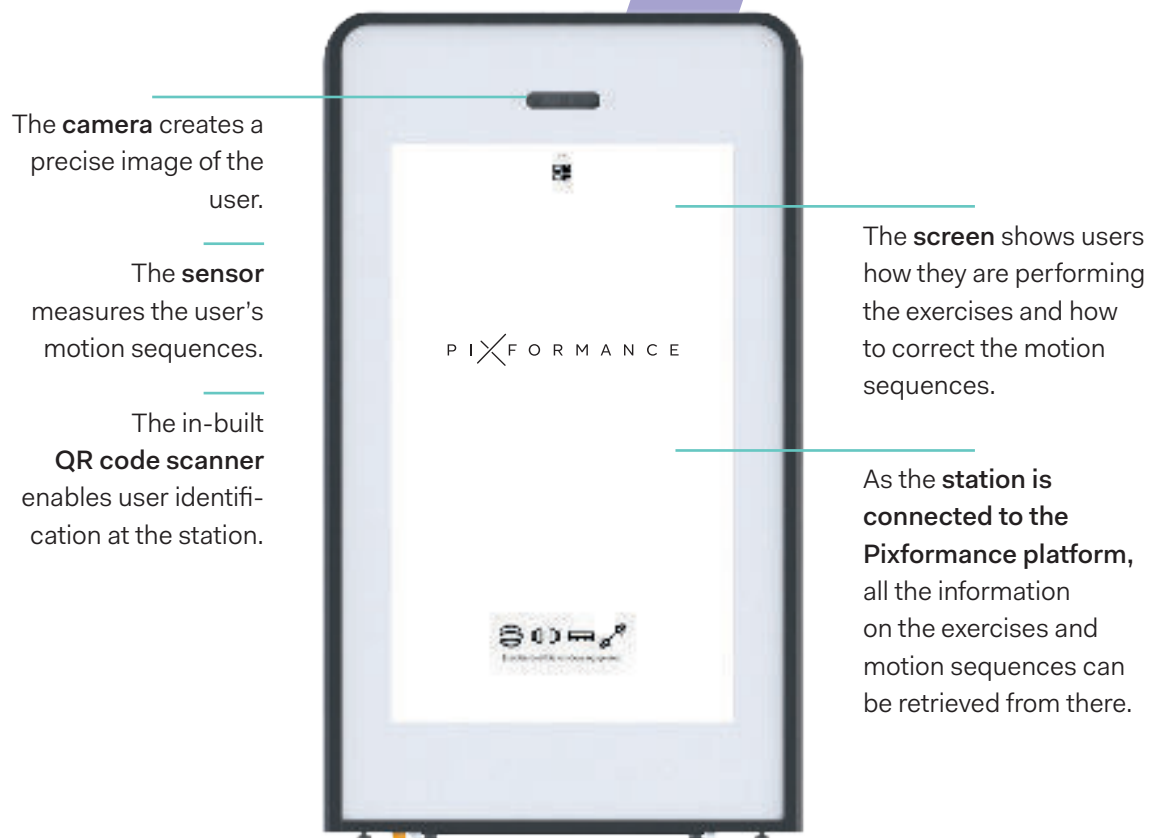 The camera creates a
precise image of the
user.
The sensor
measures the user’s
motion sequences.
The in-built
QR code scanner
enables user identifi-
cation at the station.
PIXFORMANCE
The screen shows users
how they are performing
the exercises and how
to correct the motion
sequences.
As the station is
connected to the
Pixformance platform,
all the information
on the exercises and
motion sequences can
be retrieved from there.